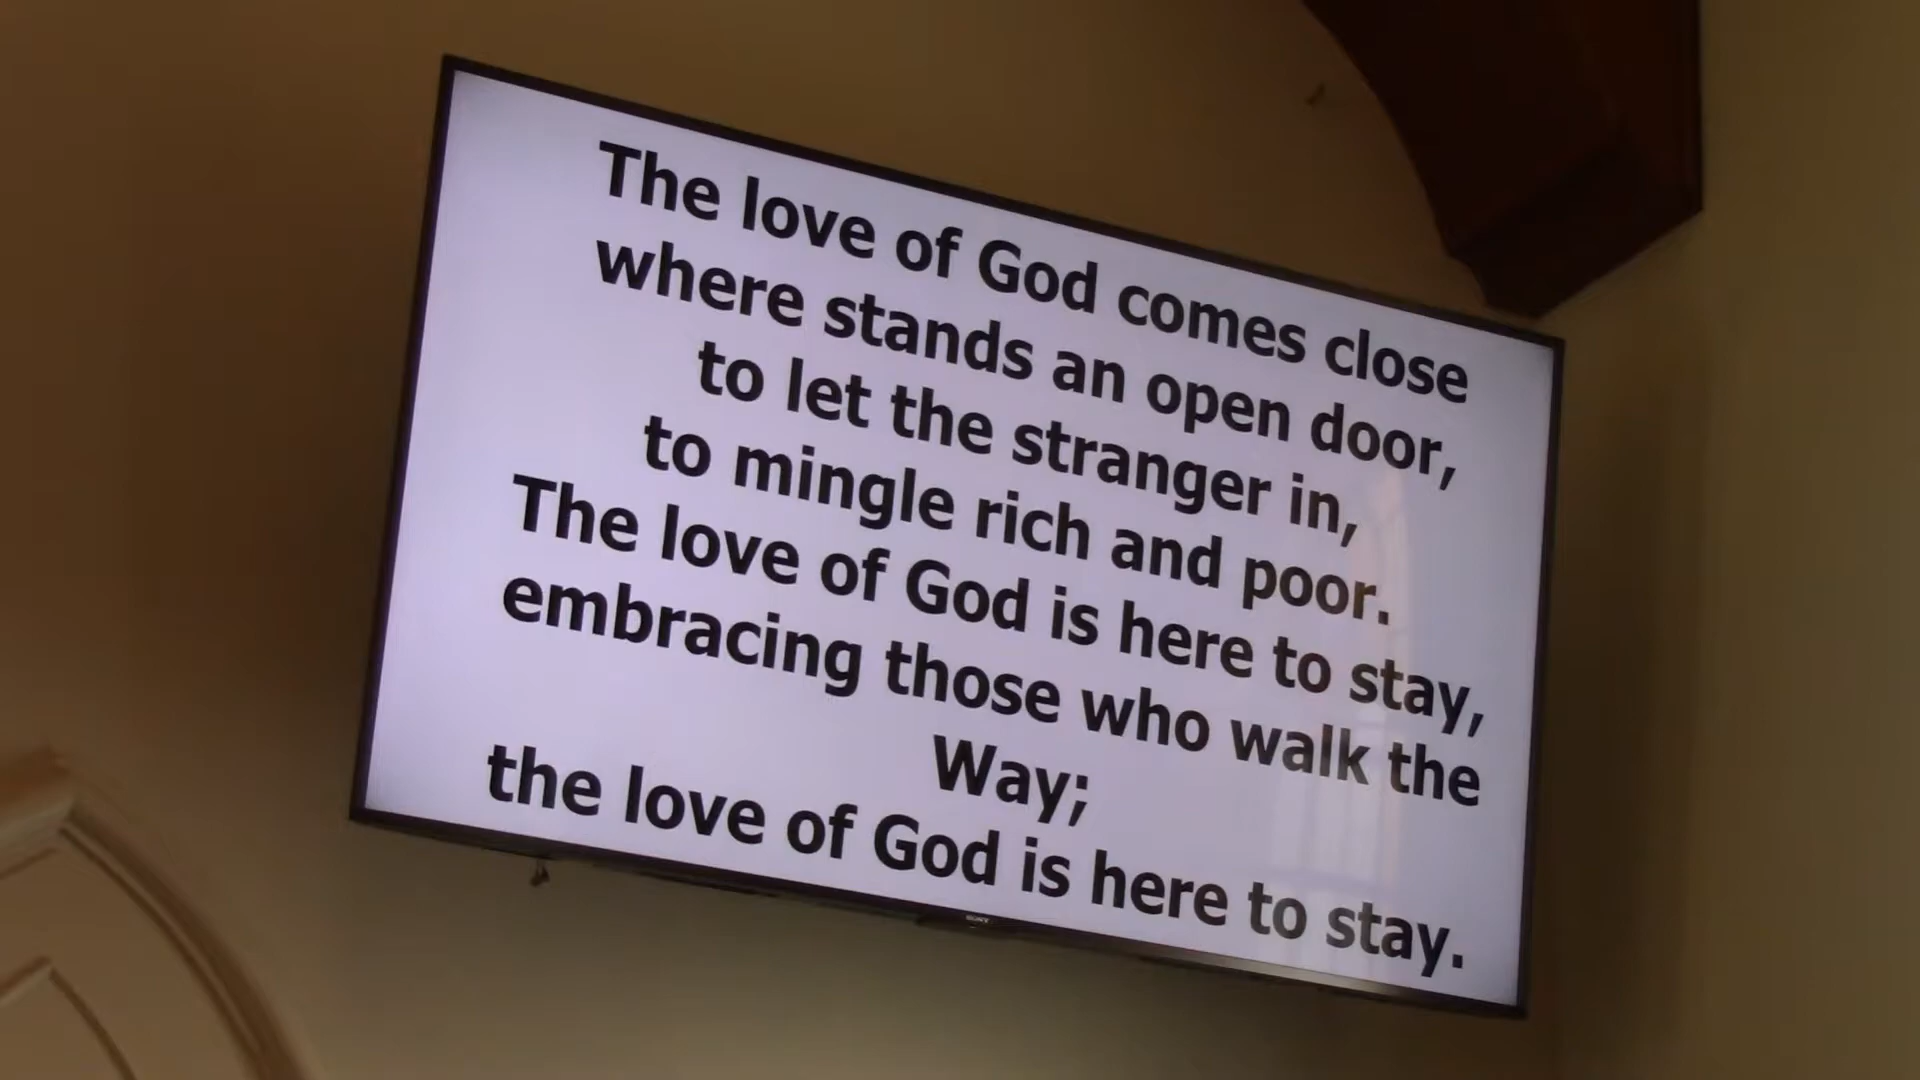 The love of God comes close
where stands an open door,
to let the stranger in,
to mingle rich and poor.
The love of God is here to stay,
embracing those who walk the
Way;
the love of God is here to stay.
SONY